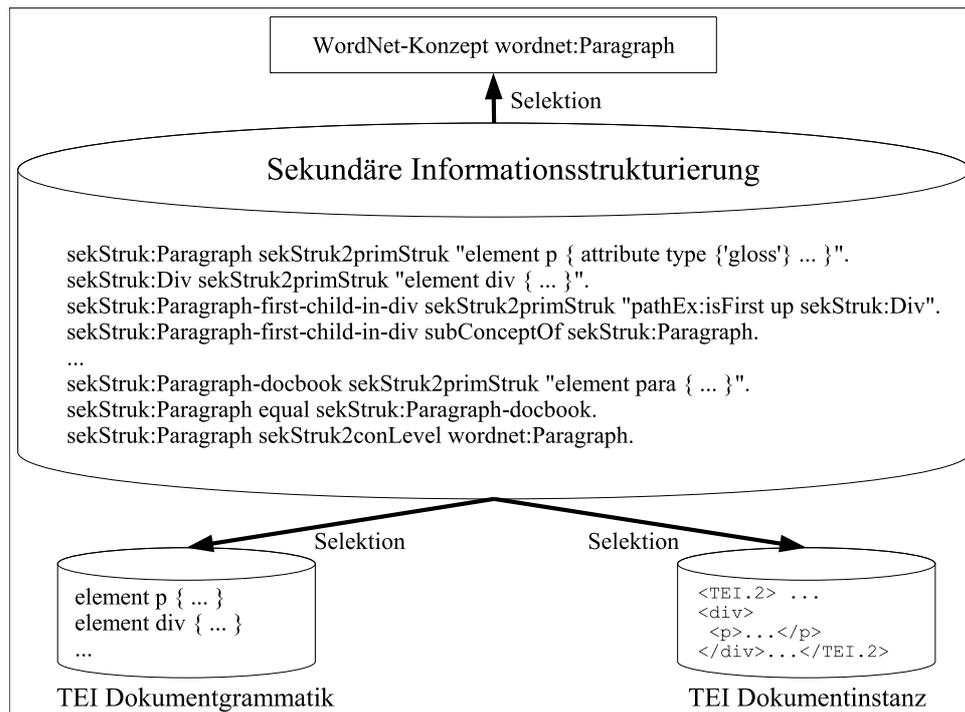 WordNet-Konzept wordnet:Paragraph
Selektion
Sekundäre Informationsstrukturierung
sekStruk:Paragraph sekStruk2primStruk "element p { attribute type {'gloss'} ... }".
sekStruk:Div sekStruk2primStruk "element div { ... }".
sekStruk:Paragraph-first-child-in-div sekStruk2primStruk "pathEx:isFirst up sekStruk:Div".
sekStruk:Paragraph-first-child-in-div subConceptOf sekStruk:Paragraph.
...
sekStruk:Paragraph-docbook sekStruk2primStruk "element para { ... }".
sekStruk:Paragraph equal sekStruk:Paragraph-docbook.
sekStruk:Paragraph sekStruk2conLevel wordnet:Paragraph.
Selektion
Selektion
element p { ... }
element div { ... }
...
TEI Dokumentgrammatik
<TEI.2> ...
<div>
<p>...</p>
</div>...</TEI.2>
TEI Dokumentinstanz